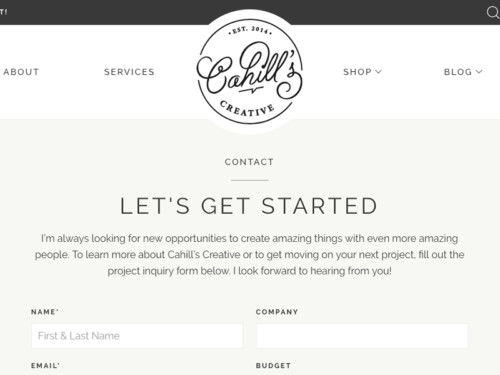 T!
ABOUT
SERVICES
• EST. 2014 •
Cahill's
CREATIVE
SHOP
BLOG
CONTACT
LET'S GET STARTED
I'm always looking for new opportunities to create amazing things with even more amazing
people. To learn more about Cahill's Creative or to get moving on your next project, fill out the
project inquiry form below. I look forward to hearing from you!
NAME*
COMPANY
First & Last Name
EMAIL*
BUDGET